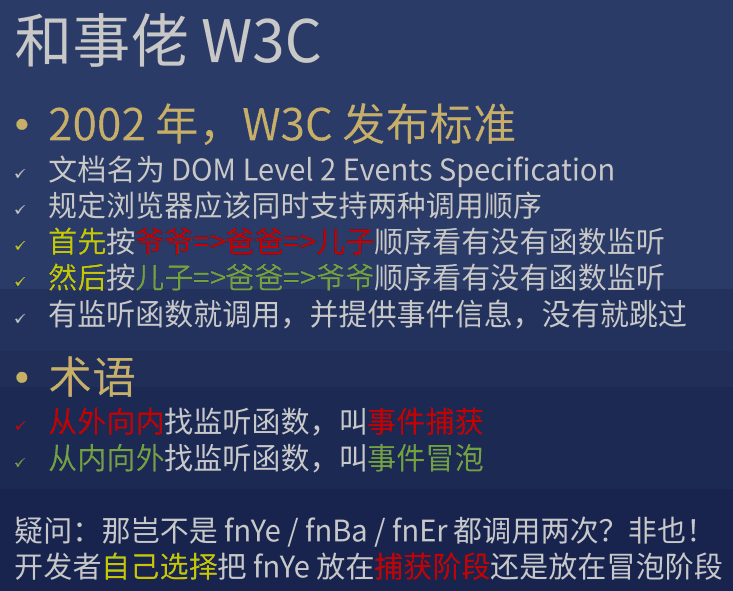 和事佬 W3C
• 2002 年，W3C 发布标准
✓ 文档名为 DOM Level 2 Events Specification
✓ 规定浏览器应该同时支持两种调用顺序
✓ 首先按爷爷=>爸爸=>儿子顺序看有没有函数监听
✓ 然后按儿子=>爸爸=>爷爷顺序看有没有函数监听
✓ 有监听函数就调用，并提供事件信息，没有就跳过
• 术语
✓ 从外向内找监听函数，叫事件捕获
✓ 从内向外找监听函数，叫事件冒泡
疑问：那岂不是 fnYe / fnBa / fnEr 都调用两次？非也！
开发者自己选择把 fnYe 放在捕获阶段还是放在冒泡阶段